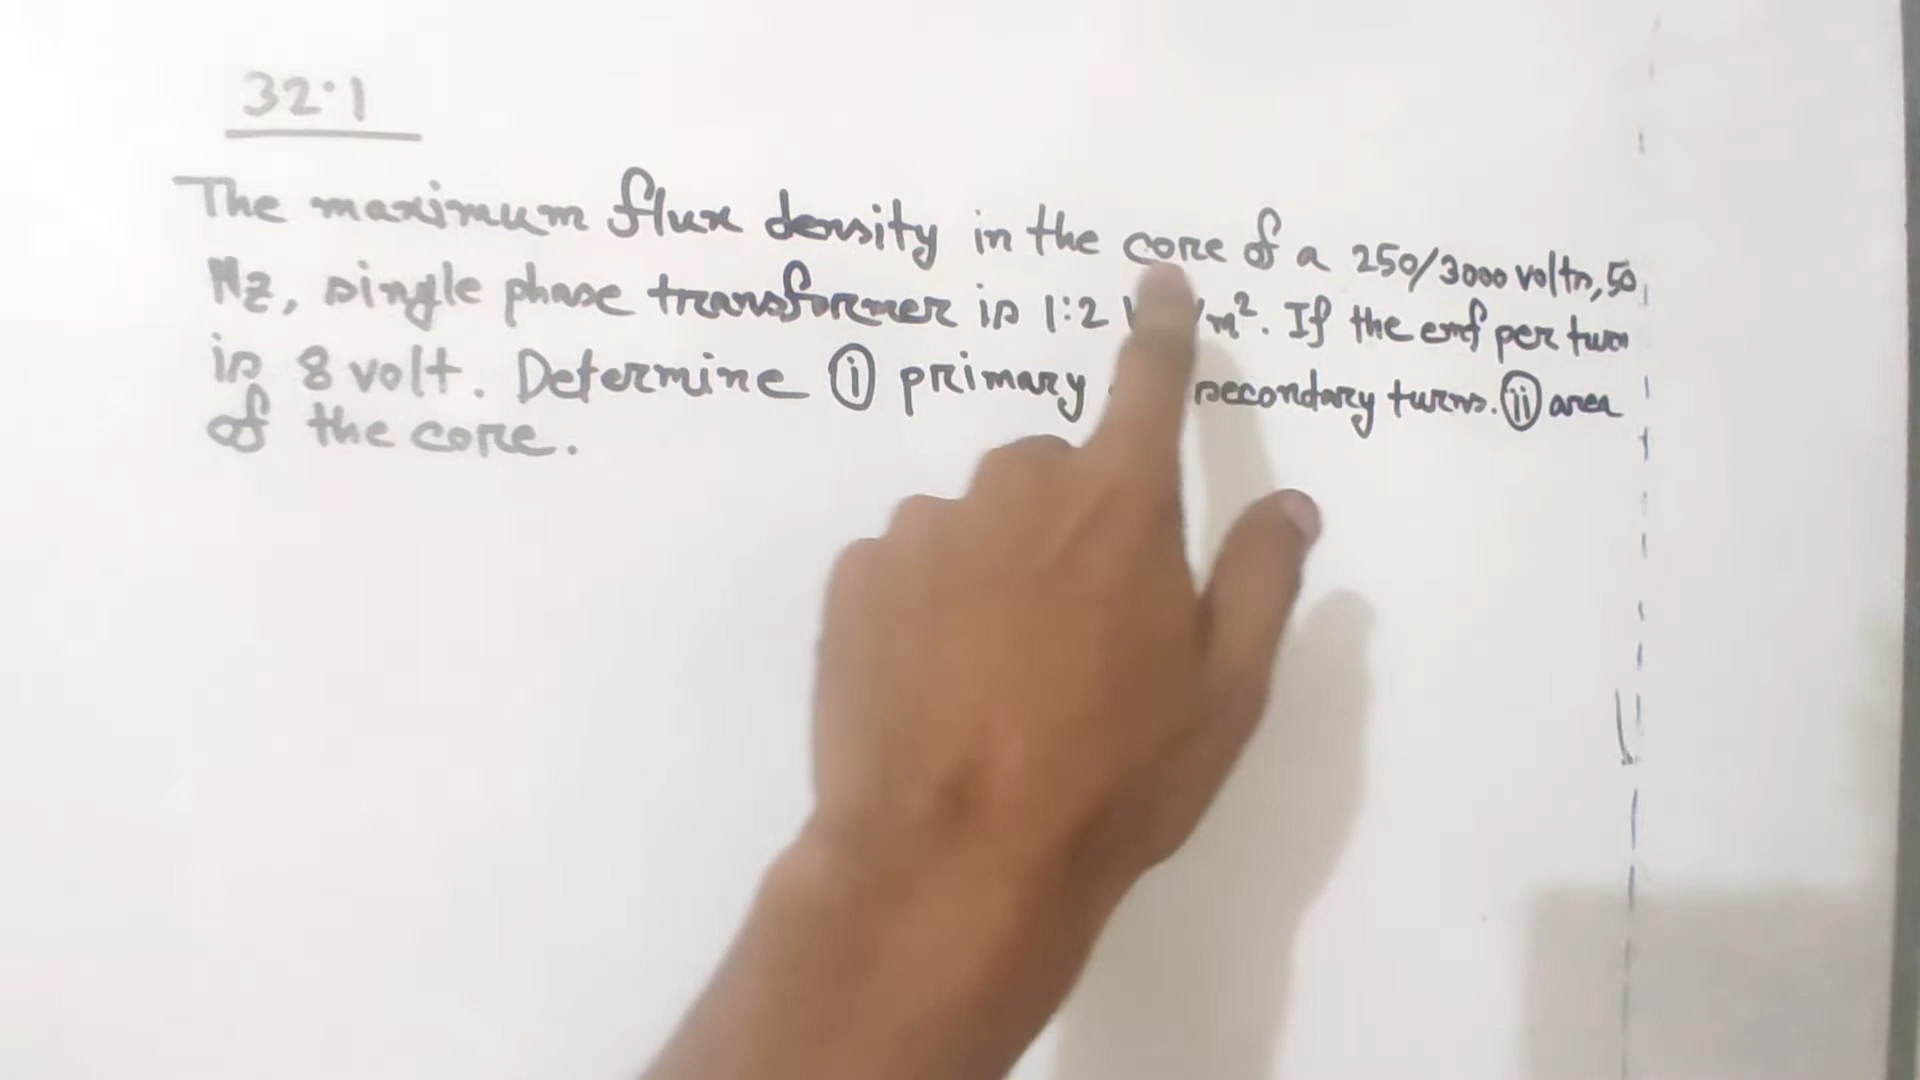 32.1
The maximum flux density in the core of a 250/3000 volts, 50
Hz, single phase transformer is 1:2 /m². If the emf per turn
is 8 volt. Determine (i) primary secondary turns. (ii) area
of the core.